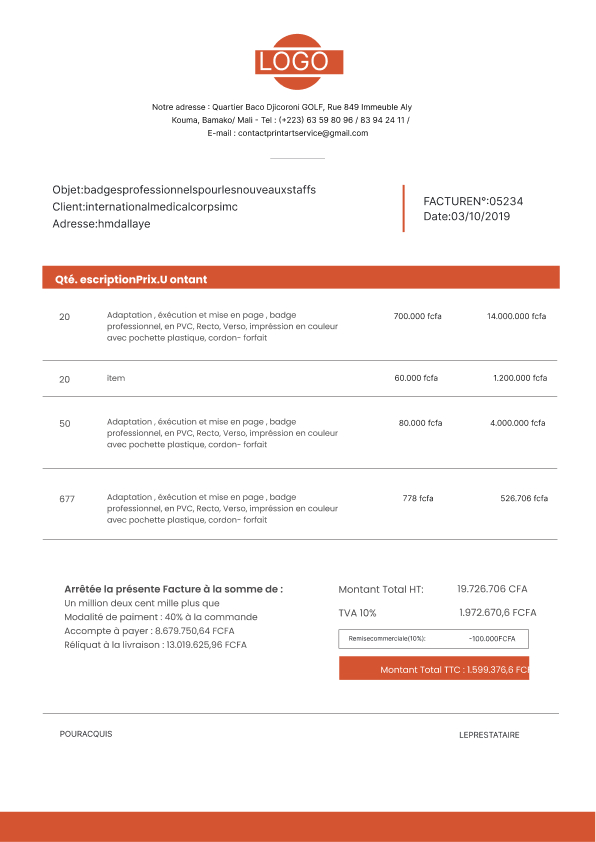 LOGO
Notre adresse : Quartier Baco Djicoroni GOLF, Rue 849 Immeuble Aly
Kouma, Bamako/ Mali - Tel : (+223) 63 59 80 96 / 83 94 24 11 /
E-mail : contactprintartservice@gmail.com
Objet:badgesprofessionnelspourlesnouveauxstaffs
Client:internationalmedicalcorpsimc
Adresse:hmdallaye
FACTUREN°:05234
Date:03/10/2019
Qté. escriptionPrix.U ontant
20 Adaptation , éxécution et mise en page , badge 700.000 fcfa 14.000.000 fcfa
professionnel, en PVC, Recto, Verso, impréssion en couleur
avec pochette plastique, cordon- forfait
20 item 60.000 fcfa 1.200.000 fcfa
50 Adaptation , éxécution et mise en page , badge 80.000 fcfa 4.000.000 fcfa
professionnel, en PVC, Recto, Verso, impréssion en couleur
avec pochette plastique, cordon- forfait
677 Adaptation , éxécution et mise en page , badge 778 fcfa 526.706 fcfa
professionnel, en PVC, Recto, Verso, impréssion en couleur
avec pochette plastique, cordon- forfait
Arrêtée la présente Facture à la somme de :
Un million deux cent mille plus que
Modalité de paiment : 40% à la commande
Accompte à payer : 8.679.750,64 FCFA
Réliquat à la livraison : 13.019.625,96 FCFA
Montant Total HT: 19.726.706 CFA
TVA 10% 1.972.670,6 FCFA
Remisecommerciale(10%): -100.000FCFA
Montant Total TTC : 1.599.376,6 FCF
POURACQUIS
LEPRESTATAIRE